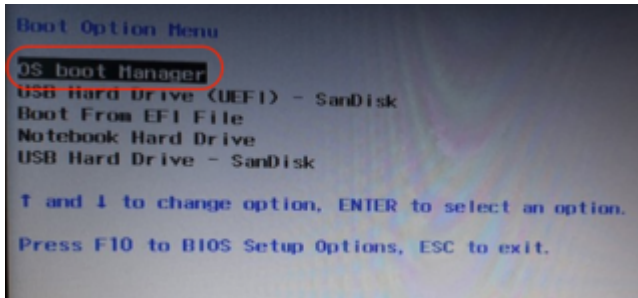 Boot Option Menu
OS boot Manager
USB Hard Drive (UEFI) - SanDisk
Boot From EFI File
Notebook Hard Drive
USB Hard Drive - SanDisk
↑ and ↓ to change option, ENTER to select an option.
Press F10 to BIOS Setup Options, ESC to exit.